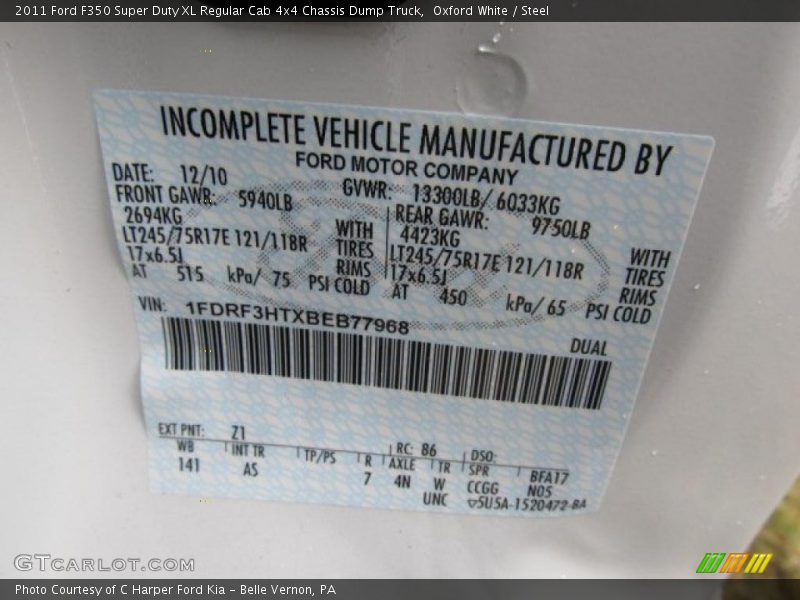 2011 Ford F350 Super Duty XL Regular Cab 4x4 Chassis Dump Truck,  Oxford White / Steel
INCOMPLETE VEHICLE MANUFACTURED BY
FORD MOTOR COMPANY
DATE: 12/10 GVWR: 13300LB/ 6033KG
FRONT GAWR: 5940LB REAR GAWR: 9750LB
2694KG WITH 4423KG WITH
LT245/75R17E 121/118R TIRES LT245/75R17E 121/118R TIRES
17x6.5J RIMS 17x6.5J RIMS
AT 515 kPa/ 75 PSI COLD AT 450 kPa/ 65 PSI COLD
VIN: 1FDRF3HTXBEB77968
DUAL
EXT PNT: Z1 RC: 86 DSO:
WB INT TR TP/PS R AXLE TR SPR BFA17
141 AS 7 4N W CCGG N05
UNC ▽5U5A-1520472-BA
GTCARLOT.COM
Photo Courtesy of C Harper Ford Kia – Belle Vernon, PA